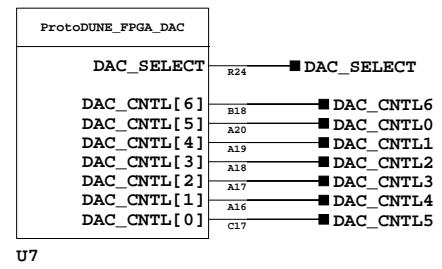 ProtoDUNE_FPGA_DAC
DAC_SELECT R24 DAC_SELECT
DAC_CNTL[6] B18 DAC_CNTL6
DAC_CNTL[5] A20 DAC_CNTL0
DAC_CNTL[4] A19 DAC_CNTL1
DAC_CNTL[3] A18 DAC_CNTL2
DAC_CNTL[2] A17 DAC_CNTL3
DAC_CNTL[1] A16 DAC_CNTL4
DAC_CNTL[0] C17 DAC_CNTL5
U7